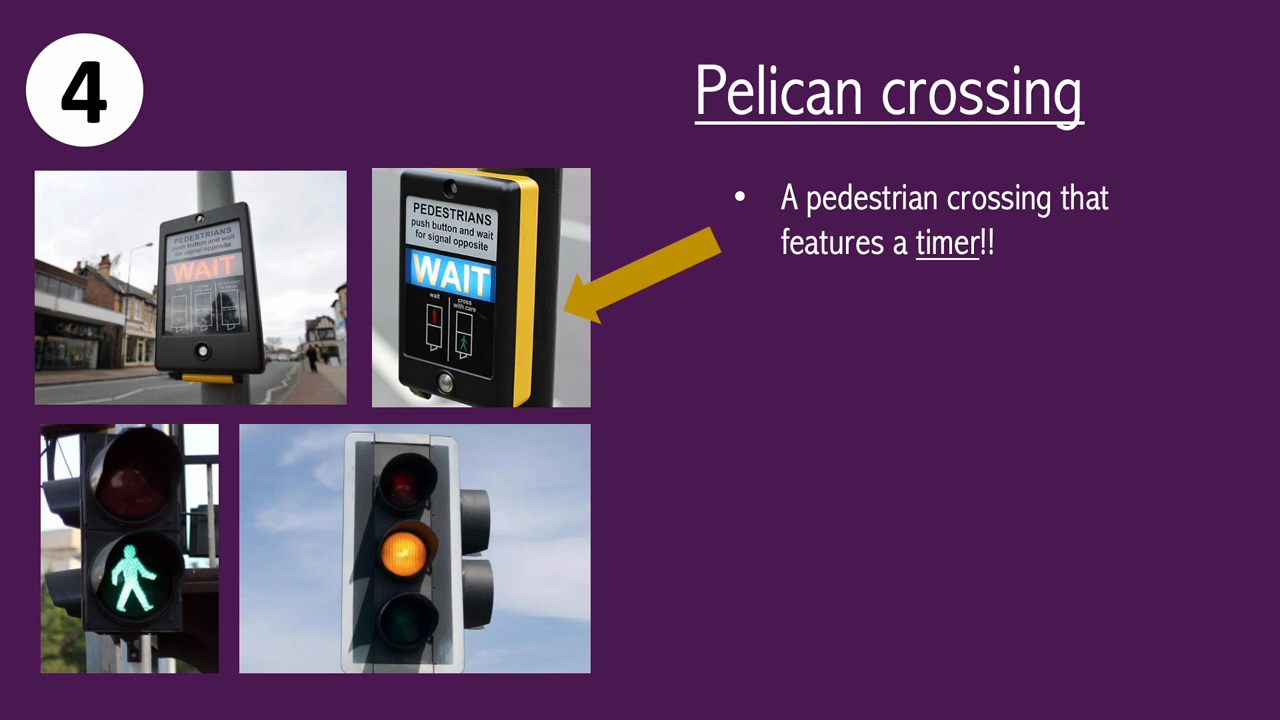 4
Pelican crossing
• A pedestrian crossing that
features a timer!!
PEDESTRIANS
push button and wait
for signal opposite
WAIT
PEDESTRIANS
push button and wait
for signal opposite
WAIT
wait
cross
with care